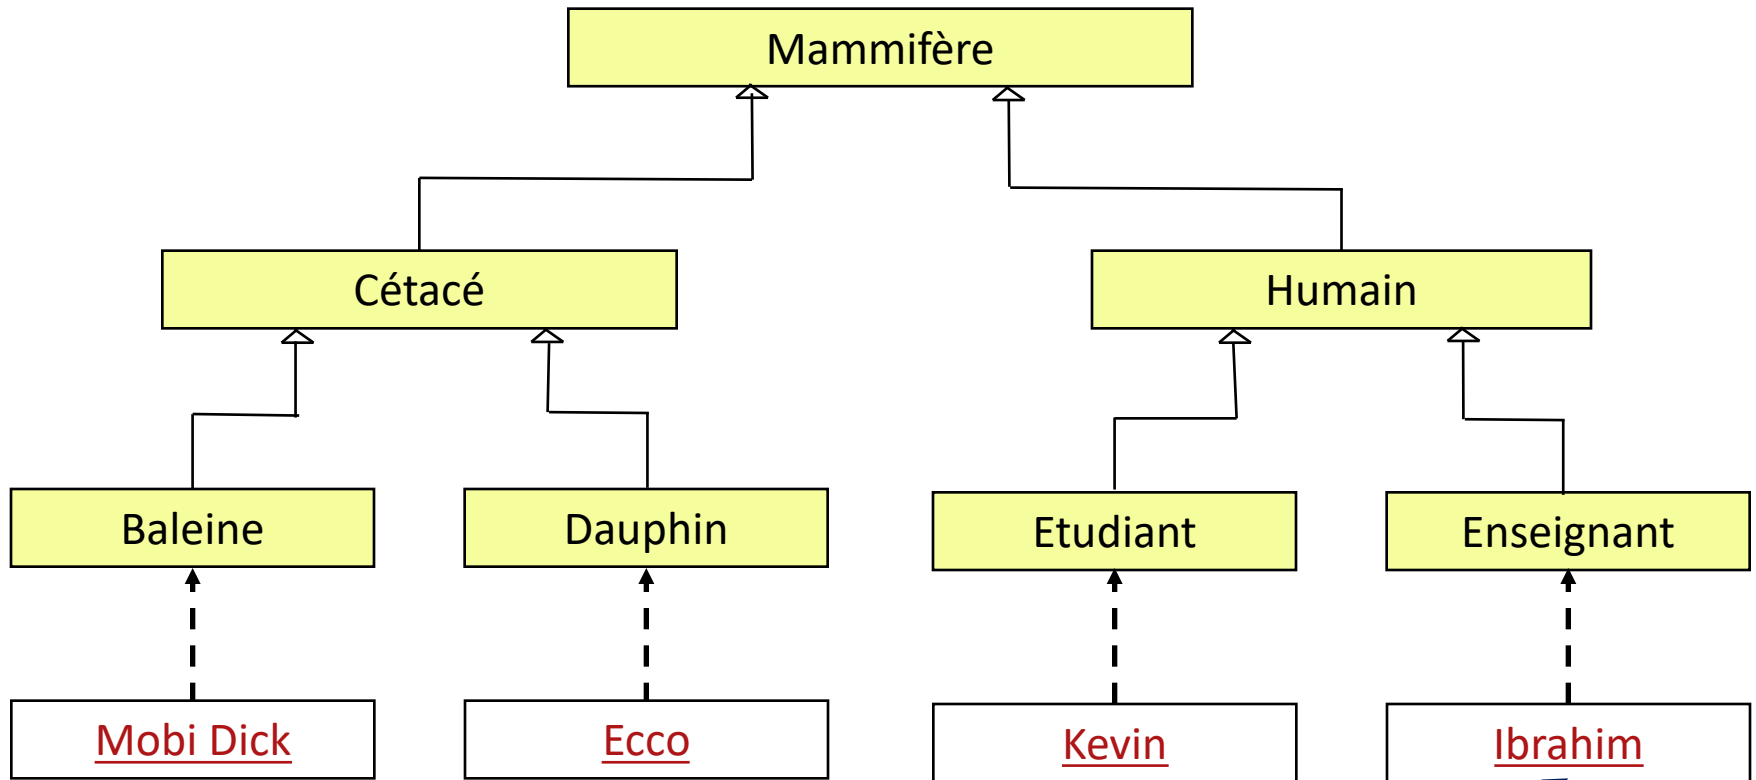 Mammifère
Cétacé
Humain
Baleine
Dauphin
Etudiant
Enseignant
Mobi Dick
Ecco
Kevin
Ibrahim